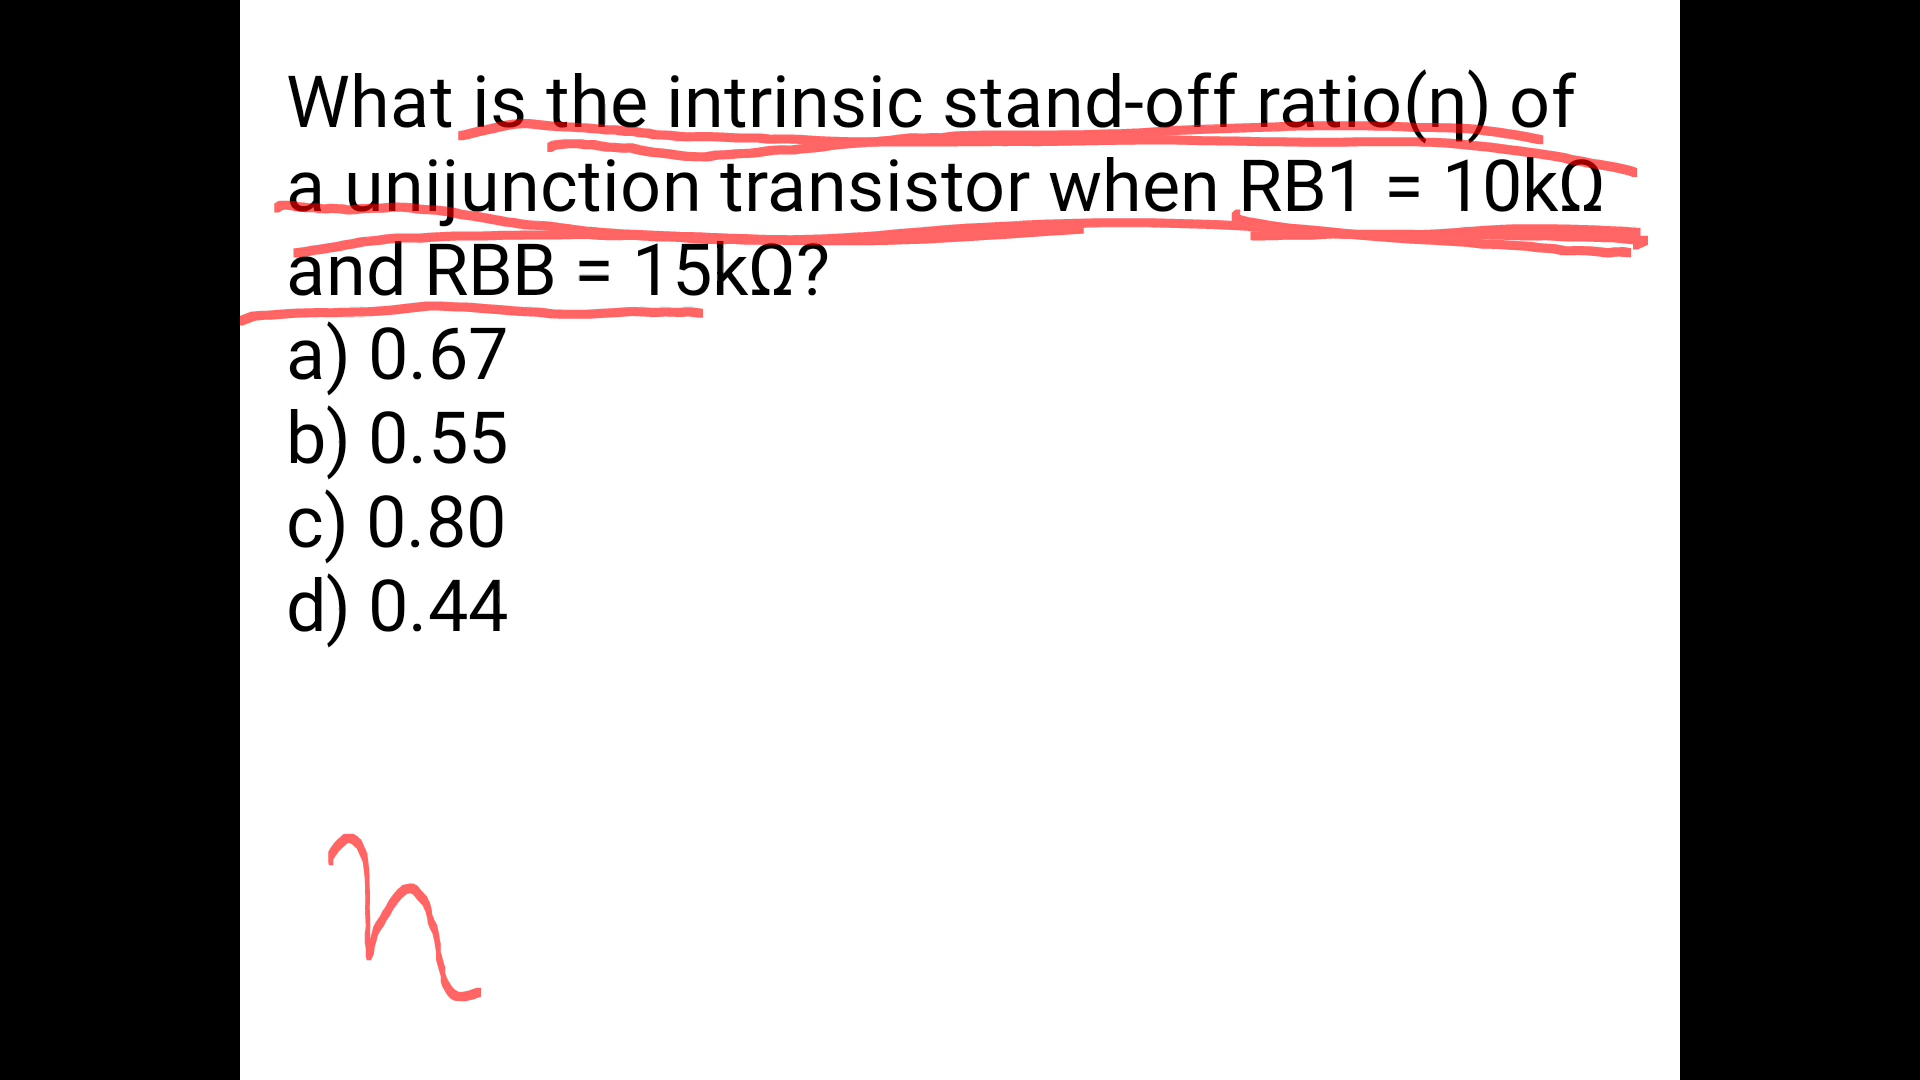 What is the intrinsic stand-off ratio(η) of
a unijunction transistor when RB1 = 10kΩ
and RBB = 15kΩ?
a) 0.67
b) 0.55
c) 0.80
d) 0.44
η